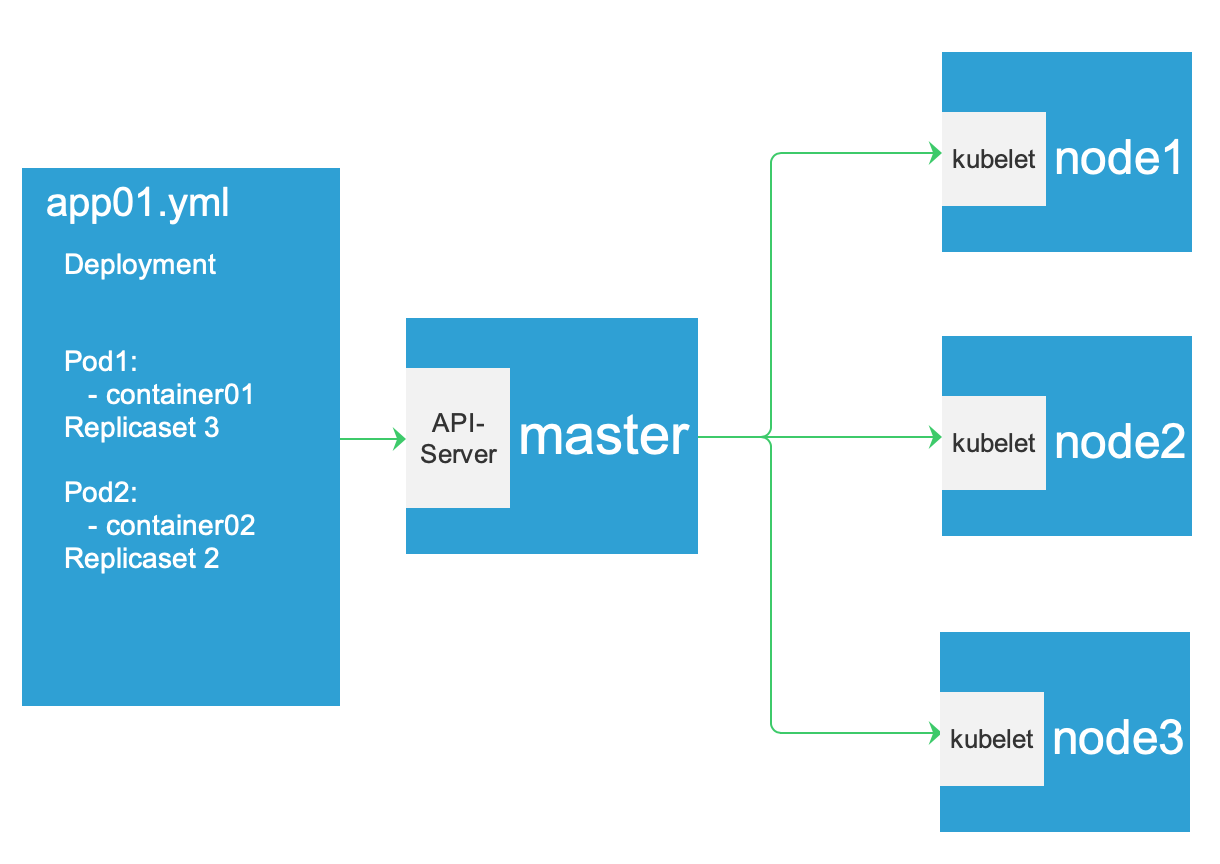 app01.yml
Deployment
Pod1:
- container01
Replicaset 3
Pod2:
- container02
Replicaset 2
API-
Server
master
kubelet
node1
kubelet
node2
kubelet
node3